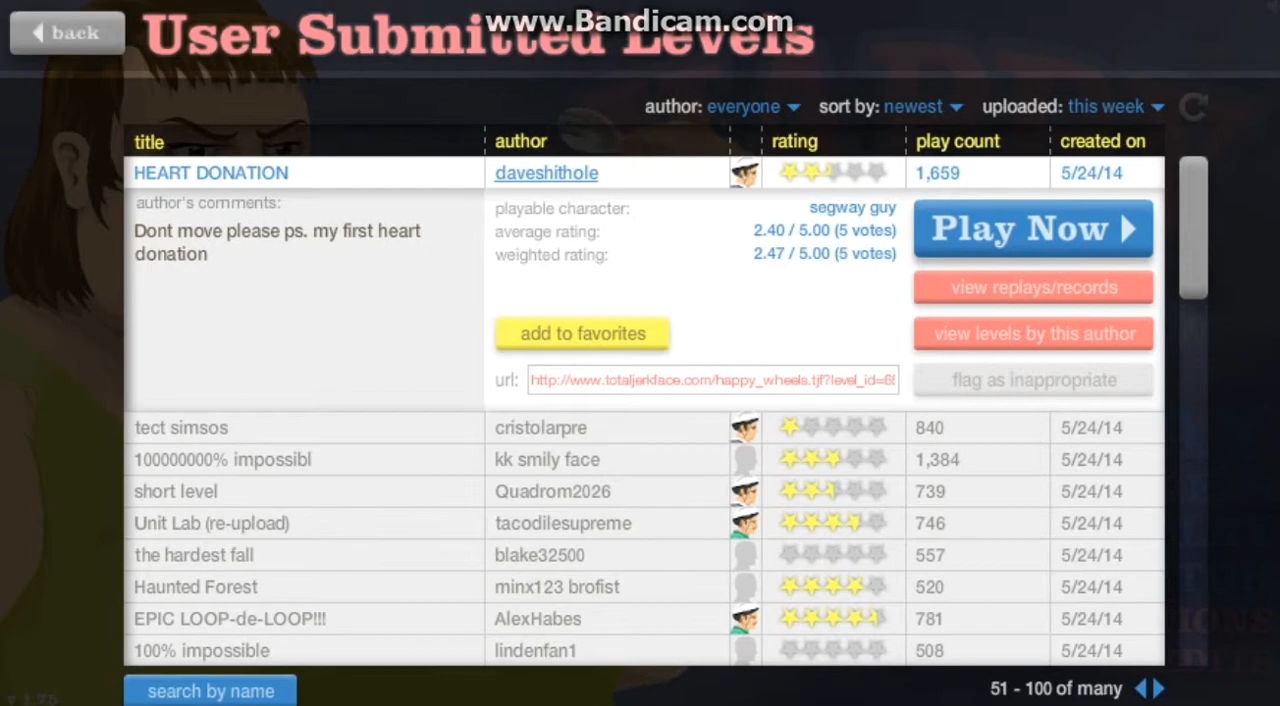 back
User Submitted Levels
www.Bandicam.com
author: everyone sort by: newest uploaded: this week
title author rating play count created on
HEART DONATION daveshithole 1,659 5/24/14
author's comments:
Dont move please ps. my first heart
donation
playable character: segway guy
average rating: 2.40 / 5.00 (5 votes)
weighted rating: 2.47 / 5.00 (5 votes)
Play Now
view replays/records
add to favorites
view levels by this author
url: http://www.totaljerkface.com/happy_wheels.tjf?level_id=6
flag as inappropriate
tect simsos cristolarpre 840 5/24/14
100000000% impossibl kk smily face 1,384 5/24/14
short level Quadrom2026 739 5/24/14
Unit Lab (re-upload) tacodilesupreme 746 5/24/14
the hardest fall blake32500 557 5/24/14
Haunted Forest minx123 brofist 520 5/24/14
EPIC LOOP-de-LOOP!!! AlexHabes 781 5/24/14
100% impossible lindenfan1 508 5/24/14
search by name
51 - 100 of many